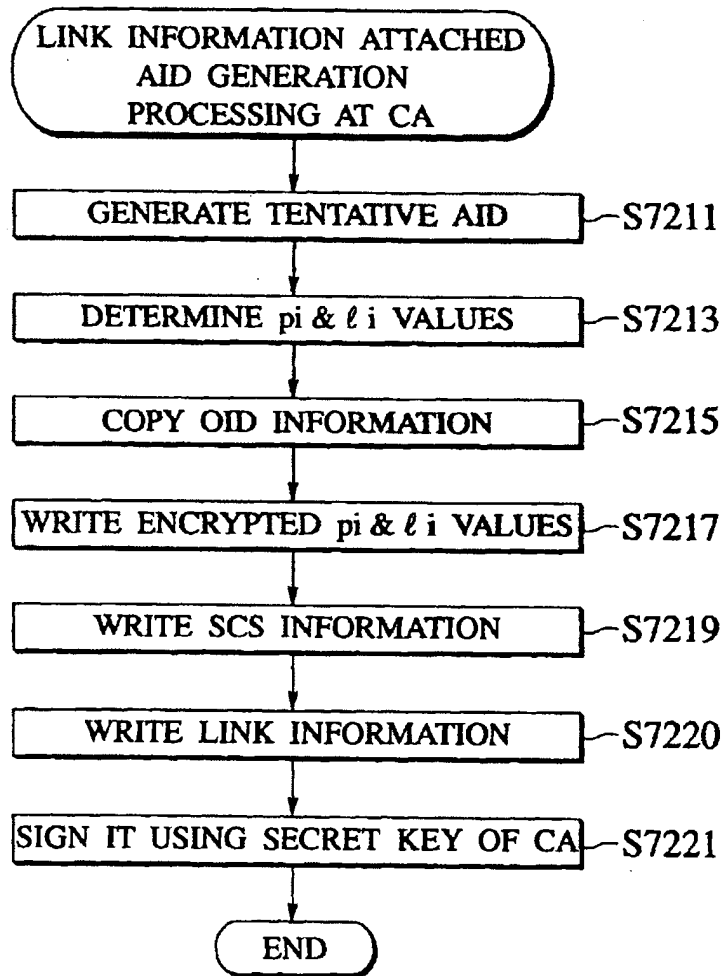 LINK INFORMATION ATTACHED
AID GENERATION
PROCESSING AT CA
GENERATE TENTATIVE AID S7211
DETERMINE pi & ℓ i VALUES S7213
COPY OID INFORMATION S7215
WRITE ENCRYPTED pi & ℓ i VALUES S7217
WRITE SCS INFORMATION S7219
WRITE LINK INFORMATION S7220
SIGN IT USING SECRET KEY OF CA S7221
END